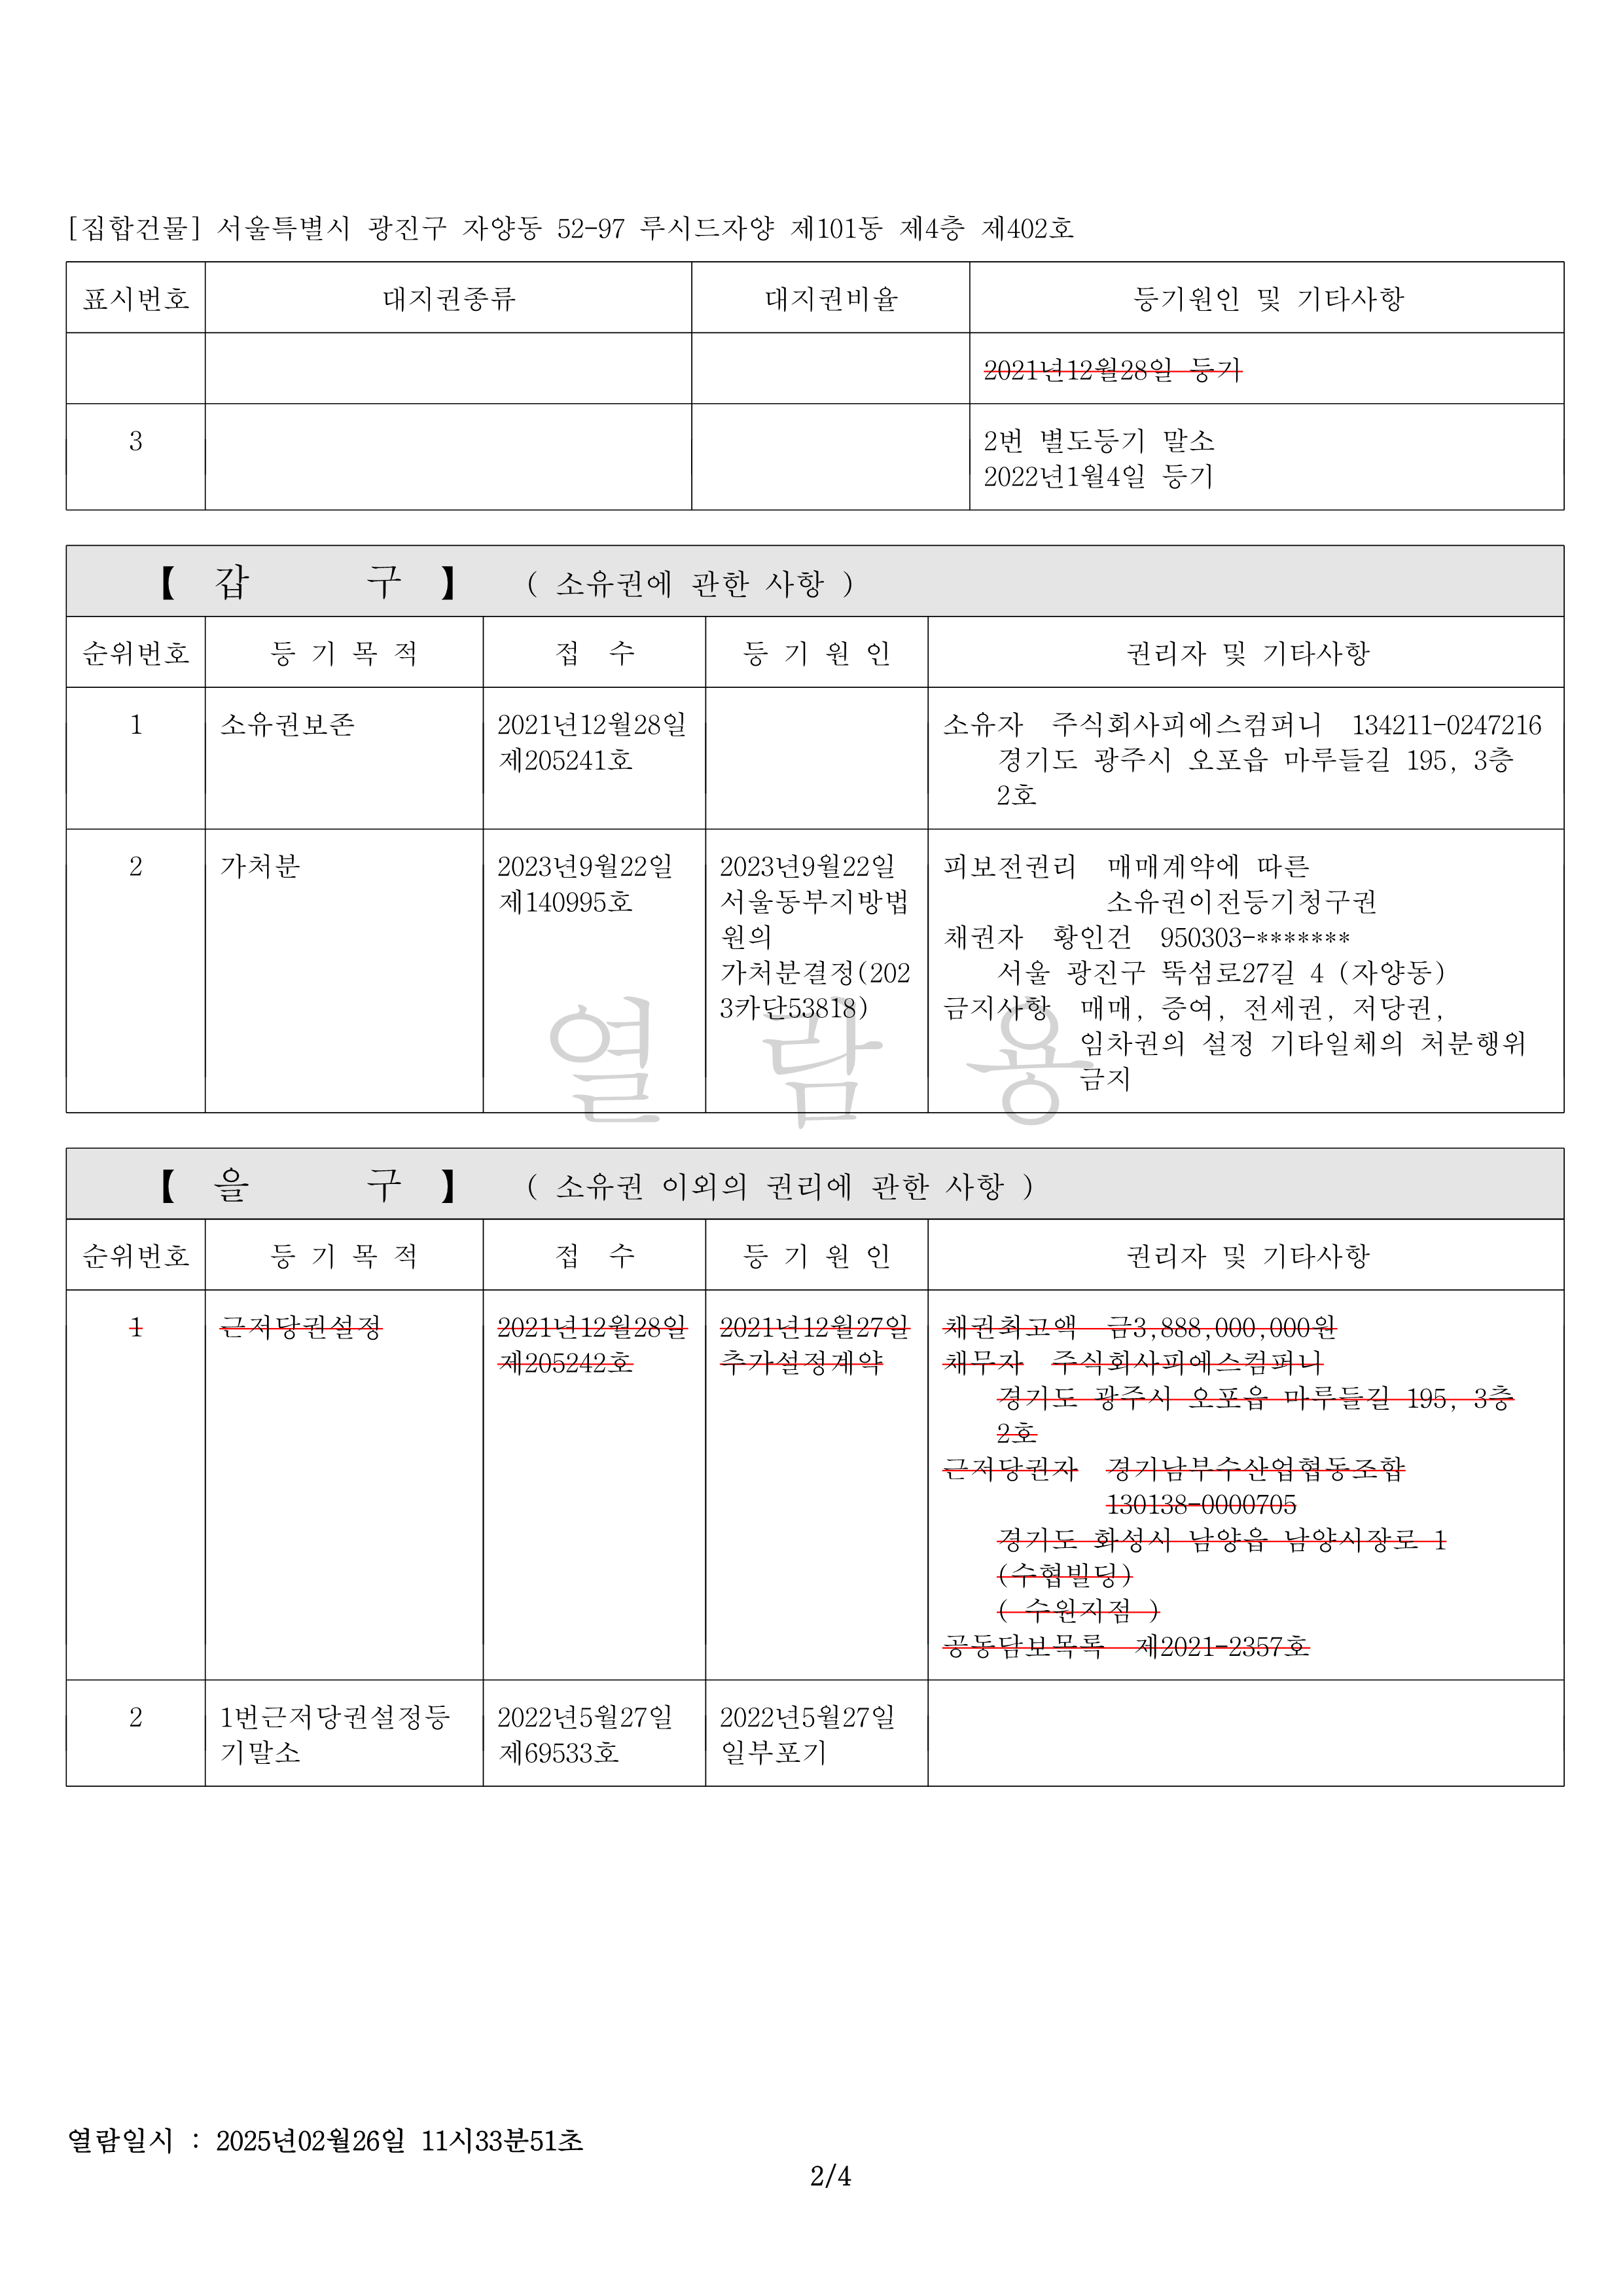 [집합건물] 서울특별시 광진구 자양동 52-97 루시드자양 제101동 제4층 제402호
표시번호 대지권종류 대지권비율 등기원인 및 기타사항
2021년12월28일 등기
3 2번 별도등기 말소
2022년1월4일 등기
【 갑 구 】 ( 소유권에 관한 사항 )
순위번호 등 기 목 적 접 수 등 기 원 인 권리자 및 기타사항
1 소유권보존 2021년12월28일 소유자 주식회사피에스컴퍼니 134211-0247216
제205241호 경기도 광주시 오포읍 마루들길 195, 3층
2호
2 가처분 2023년9월22일 2023년9월22일 피보전권리 매매계약에 따른
제140995호 서울동부지방법 소유권이전등기청구권
원의 채권자 황인건 950303-*******
가처분결정(202 서울 광진구 뚝섬로27길 4 (자양동)
3카단53818) 금지사항 매매, 증여, 전세권, 저당권,
임차권의 설정 기타일체의 처분행위
금지
열 람 용
【 을 구 】 ( 소유권 이외의 권리에 관한 사항 )
순위번호 등 기 목 적 접 수 등 기 원 인 권리자 및 기타사항
1 근저당권설정 2021년12월28일 2021년12월27일 채권최고액 금3,888,000,000원
제205242호 추가설정계약 채무자 주식회사피에스컴퍼니
경기도 광주시 오포읍 마루들길 195, 3층
2호
근저당권자 경기남부수산업협동조합
130138-0000705
경기도 화성시 남양읍 남양시장로 1
(수협빌딩)
( 수원지점 )
공동담보목록 제2021-2357호
2 1번근저당권설정등 2022년5월27일 2022년5월27일
기말소 제69533호 일부포기
열람일시 : 2025년02월26일 11시33분51초
2/4